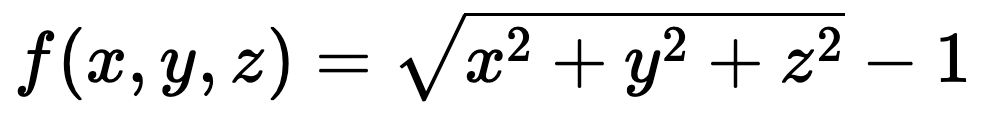 f(x, y, z) = √(x² + y² + z²) − 1